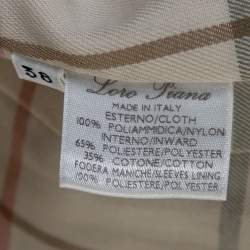 38
Loro Piana
MADE IN ITALY
ESTERNO/CLOTH
100% POLIAMMIDICA/NYLON
INTERNO/INWARD
65% POLIESTERE/POLYESTER
35% COTONE/COTTON
FODERA MANICHE/SLEEVES LINING
100% POLIESTERE/POLYESTER